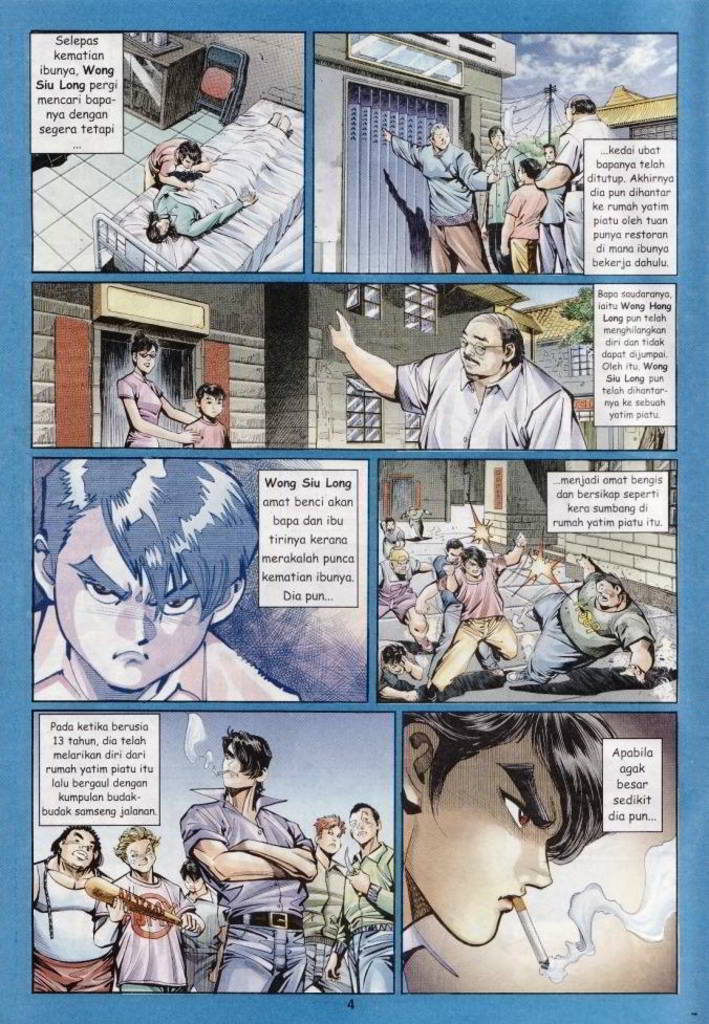 Selepas
kematian
ibunya, Wong
Siu Long pergi
mencari bapa-
nya dengan
segera tetapi
...
...kedai ubat
bapanya telah
ditutup. Akhirnya
dia pun dihantar
ke rumah yatim
piatu oleh tuan
punya restoran
di mana ibunya
bekerja dahulu.
Bapa saudaranya,
iaitu Wong Hong
Long pun telah
menghilangkan
diri dan tidak
dapat dijumpai.
Oleh itu, Wong
Siu Long pun
telah dihantar-
nya ke sebuah
yatim piatu.
Wong Siu Long
amat benci akan
bapa dan ibu
tirinya kerana
merakalah punca
kematian ibunya.
Dia pun...
...menjadi amat bengis
dan bersikap seperti
kera sumbang di
rumah yatim piatu itu.
Pada ketika berusia
13 tahun, dia telah
melarikan diri dari
rumah yatim piatu itu
lalu bergaul dengan
kumpulan budak-
budak samseng jalanan.
Apabila
agak
besar
sedikit
dia pun...
4